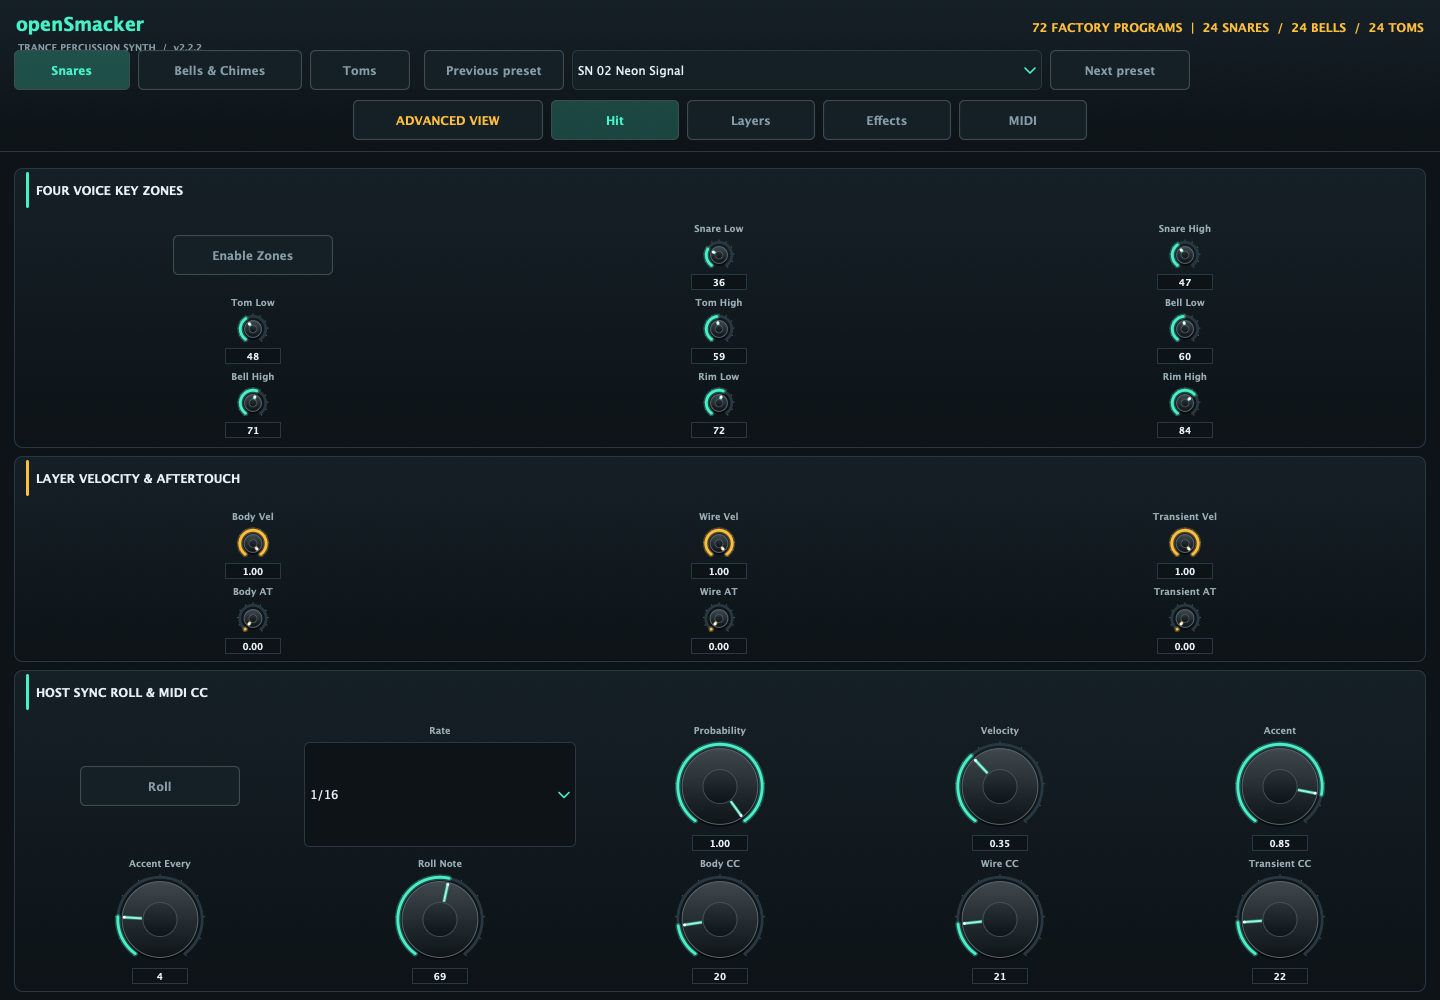 openSmacker
TRANCE PERCUSSION SYNTH / v2.2.2
72 FACTORY PROGRAMS | 24 SNARES / 24 BELLS / 24 TOMS
Snares
Bells & Chimes
Toms
Previous preset
SN 02 Neon Signal
Next preset
ADVANCED VIEW
Hit
Layers
Effects
MIDI
FOUR VOICE KEY ZONES
Enable Zones
Snare Low
36
Snare High
47
Tom Low
48
Tom High
59
Bell Low
60
Bell High
71
Rim Low
72
Rim High
84
LAYER VELOCITY & AFTERTOUCH
Body Vel
1.00
Wire Vel
1.00
Transient Vel
1.00
Body AT
0.00
Wire AT
0.00
Transient AT
0.00
HOST SYNC ROLL & MIDI CC
Roll
Rate
1/16
Probability
1.00
Velocity
0.35
Accent
0.85
Accent Every
4
Roll Note
69
Body CC
20
Wire CC
21
Transient CC
22